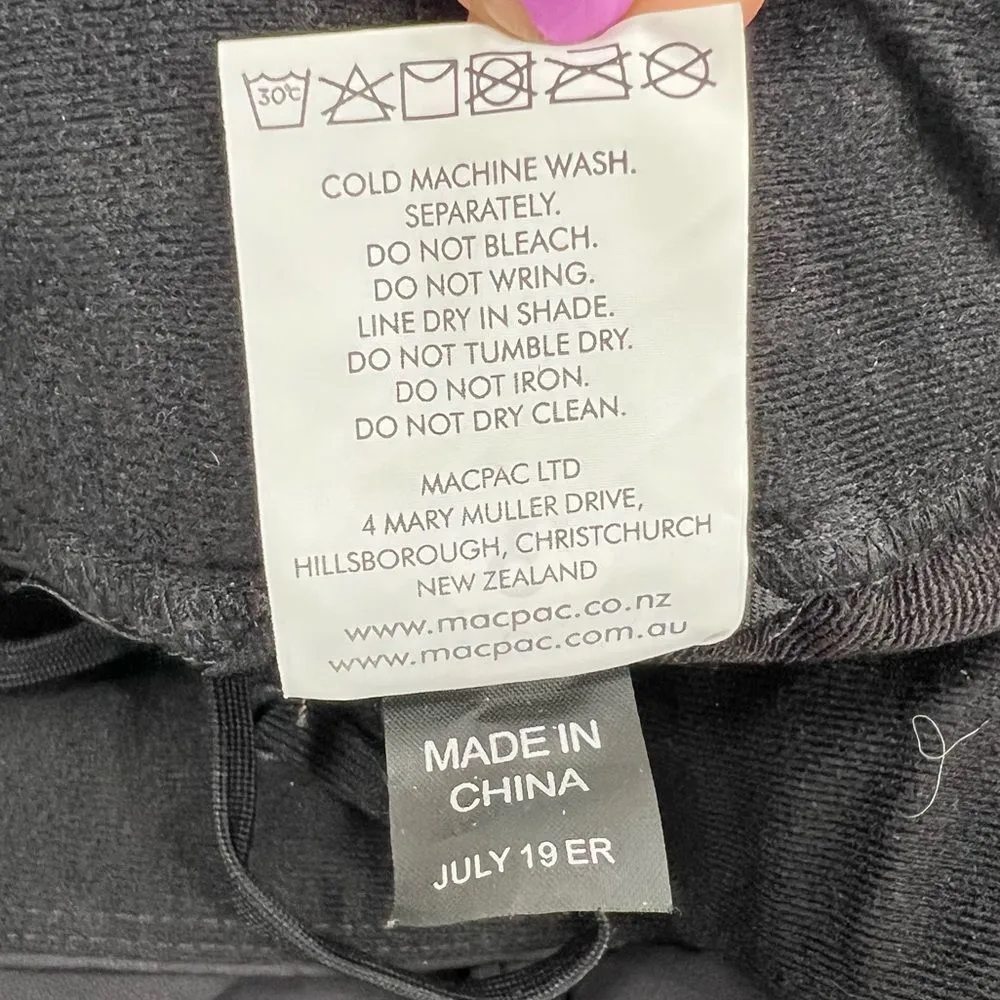 30℃
COLD MACHINE WASH.
SEPARATELY.
DO NOT BLEACH.
DO NOT WRING.
LINE DRY IN SHADE.
DO NOT TUMBLE DRY.
DO NOT IRON.
DO NOT DRY CLEAN.
MACPAC LTD
4 MARY MULLER DRIVE,
HILLSBOROUGH, CHRISTCHURCH
NEW ZEALAND
www.macpac.co.nz
www.macpac.com.au
MADE IN
CHINA
JULY 19 ER